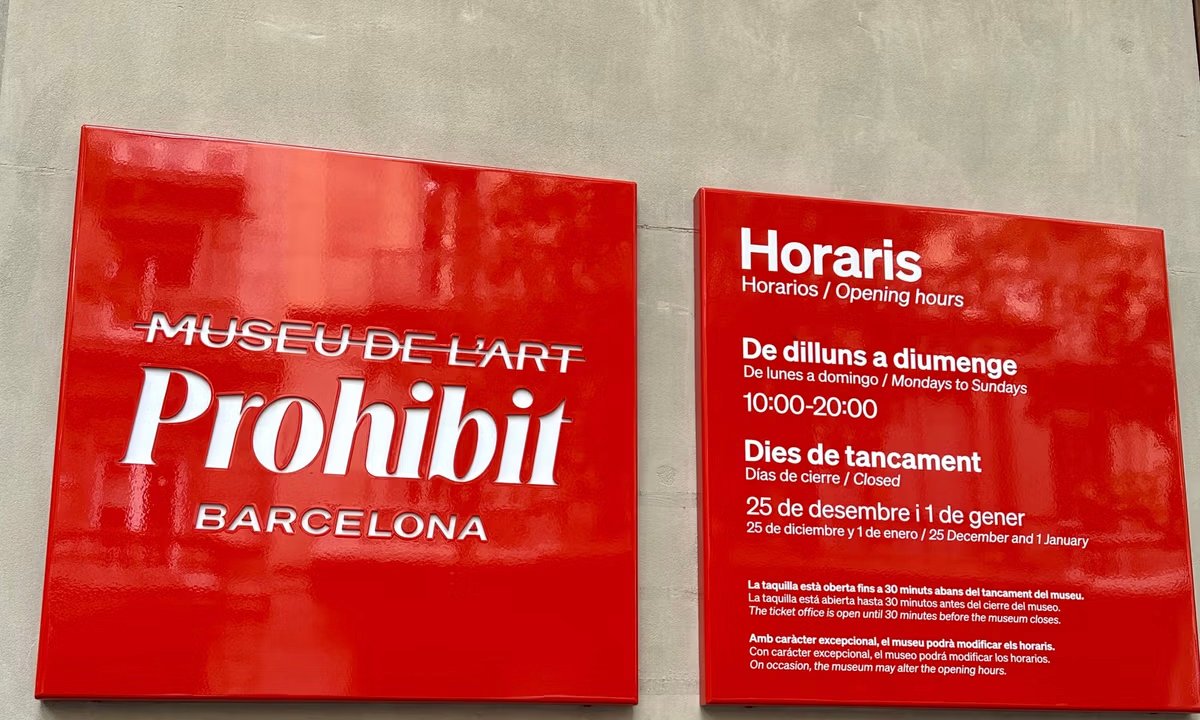 MUSEU DE L'ART
Prohibit
BARCELONA
Horaris
Horarios / Opening hours
De dilluns a diumenge
De lunes a domingo / Mondays to Sundays
10:00-20:00
Dies de tancament
Días de cierre / Closed
25 de desembre i 1 de gener
25 de diciembre y 1 de enero / 25 December and 1 January
La taquilla està oberta fins a 30 minuts abans del tancament del museu.
La taquilla está abierta hasta 30 minutos antes del cierre del museo.
The ticket office is open until 30 minutes before the museum closes.
Amb caràcter excepcional, el museu podrà modificar els horaris.
Con carácter excepcional, el museo podrá modificar los horarios.
On occasion, the museum may alter the opening hours.